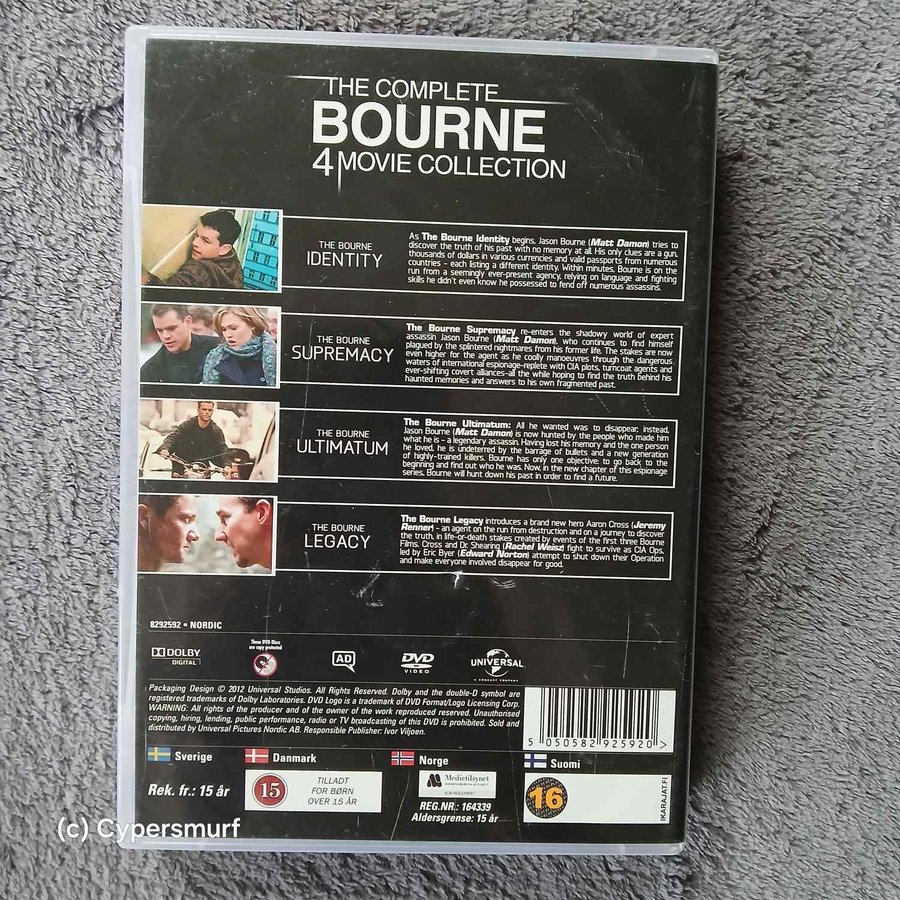 THE COMPLETE
BOURNE
4 MOVIE COLLECTION
THE BOURNE
IDENTITY
As The Bourne Identity begins, Jason Bourne (Matt Damon) tries to
discover the truth of his past with no memory at all. His only clues are a gun,
thousands of dollars in various currencies and valid passports from numerous
countries - each listing a different identity. Within minutes, Bourne is on the
run from a seemingly ever-present agency, relying on language and fighting
skills he didn't even know he possessed to fend off numerous assassins.
THE BOURNE
SUPREMACY
The Bourne Supremacy re-enters the shadowy world of expert
assassin Jason Bourne (Matt Damon), who continues to find himself
plagued by the splintered nightmares from his former life. The stakes are now
even higher for the agent as he coolly manoeuvres through the dangerous
waters of international espionage-replete with CIA plots, turncoat agents and
ever-shifting covert alliances-all the while hoping to find the truth behind his
haunted memories and answers to his own fragmented past.
THE BOURNE
ULTIMATUM
The Bourne Ultimatum: All he wanted was to disappear, instead,
Jason Bourne (Matt Damon) is now hunted by the people who made him
what he is - a legendary assassin. Having lost his memory and the one person
he loved, he is undeterred by the barrage of bullets and a new generation
of highly-trained killers. Bourne has only one objective: to go back to the
beginning and find out who he was. Now, in the new chapter of this espionage
series, Bourne will hunt down his past in order to find a future.
THE BOURNE
LEGACY
The Bourne Legacy introduces a brand new hero Aaron Cross (Jeremy
Renner) - an agent on the run from destruction and on a journey to discover
the truth, in life-or-death stakes created by events of the first three Bourne
Films. Cross and Dr. Shearing (Rachel Weisz) fight to survive as CIA Ops.
led by Eric Byer (Edward Norton) attempt to shut down their Operation
and make everyone involved disappear for good.
8292592 • NORDIC
DOLBY
DIGITAL
These DVD Discs
are copy protected
AD
DVD
VIDEO
UNIVERSAL
A COMCAST COMPANY
Packaging Design © 2012 Universal Studios. All Rights Reserved. Dolby and the double-D symbol are
registered trademarks of Dolby Laboratories. DVD Logo is a trademark of DVD Format/Logo Licensing Corp.
WARNING: All rights of the producer and of the owner of the work reproduced reserved. Unauthorised
copying, hiring, lending, public performance, radio or TV broadcasting of this DVD is prohibited. Sold and
distributed by Universal Pictures Nordic AB. Responsible Publisher: Ivor Viljoen.
5 050582 925920 >
Sverige
Rek. fr.: 15 år
Danmark
15
TILLADT
FOR BØRN
OVER 15 ÅR
Norge
Medietilsynet
REG.NR.: 164339
Aldersgrense: 15 år
Suomi
16
IKARAJAT.FI
(c) Cypersmurf